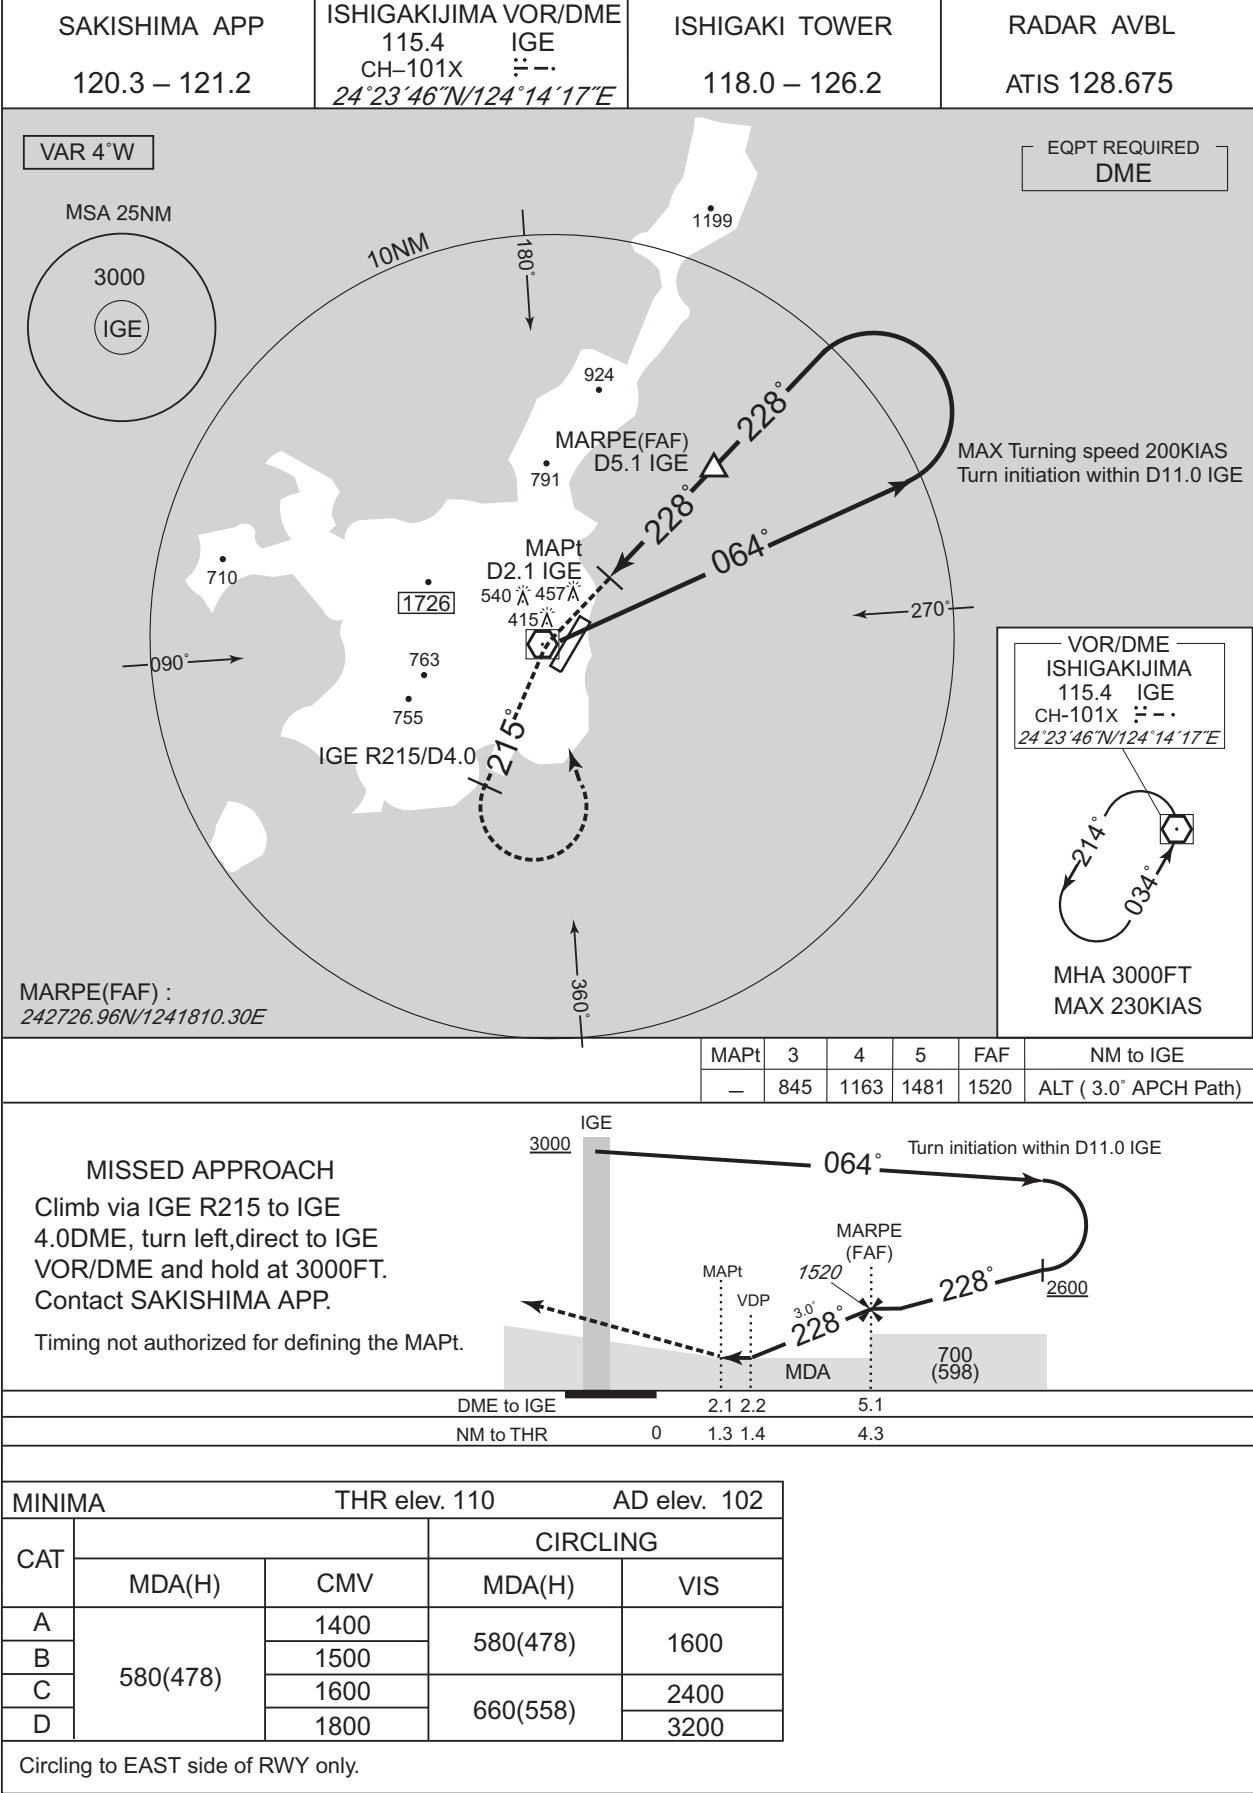 SAKISHIMA APP
120.3 – 121.2
ISHIGAKIJIMA VOR/DME
115.4 IGE
CH–101X
24°23´46˝N/124°14´17˝E
ISHIGAKI TOWER
118.0 – 126.2
RADAR AVBL
ATIS 128.675
VAR 4°W
EQPT REQUIRED
DME
MSA 25NM
3000
IGE
10NM
180°
1199
924
228°
MARPE(FAF)
D5.1 IGE
MAX Turning speed 200KIAS
Turn initiation within D11.0 IGE
791
228°
064°
MAPt
D2.1 IGE
710
1726
540
457
415
270°
090°
763
755
215°
IGE R215/D4.0
VOR/DME
ISHIGAKIJIMA
115.4 IGE
CH-101X
24°23´46˝N/124°14´17˝E
214°
034°
MHA 3000FT
MAX 230KIAS
360°
MARPE(FAF) :
242726.96N/1241810.30E
MAPt 3 4 5 FAF NM to IGE
— 845 1163 1481 1520 ALT ( 3.0° APCH Path)
MISSED APPROACH
Climb via IGE R215 to IGE
4.0DME, turn left,direct to IGE
VOR/DME and hold at 3000FT.
Contact SAKISHIMA APP.
Timing not authorized for defining the MAPt.
IGE
3000
064°
Turn initiation within D11.0 IGE
MARPE
(FAF)
MAPt
1520
VDP
228°
2600
3.0°
228°
MDA
700
(598)
DME to IGE 2.1 2.2 5.1
NM to THR 0 1.3 1.4 4.3
MINIMA THR elev. 110 AD elev. 102
CAT
CIRCLING
MDA(H) CMV MDA(H) VIS
A 1400
B 1500
C 1600
D 1800
580(478)
580(478) 1600
660(558) 2400
3200
Circling to EAST side of RWY only.